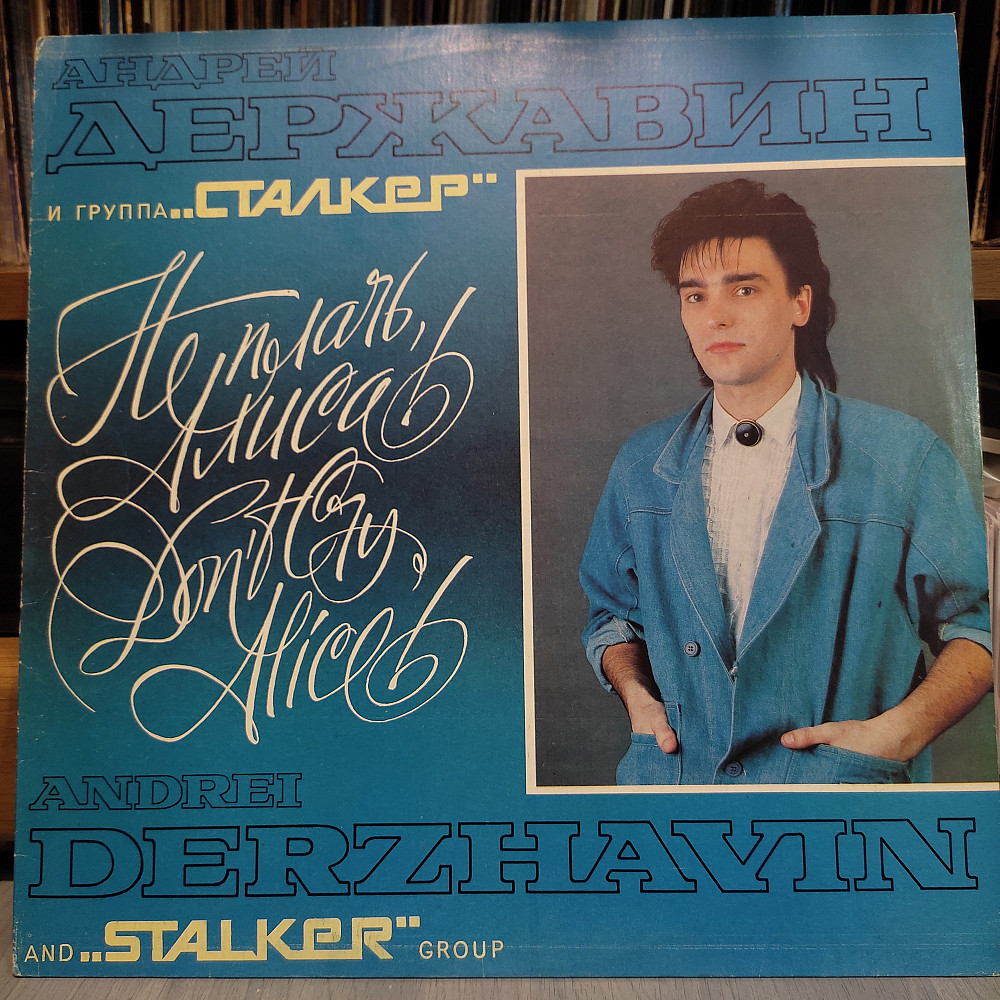 АНДРЕЙ
ДЕРЖАВИН
И ГРУППА „СТАЛКЕР"
Не плачь,
Алиса!
Don't Cry,
Alice!
ANDREI
DERZHAVIN
AND „STALKER" GROUP